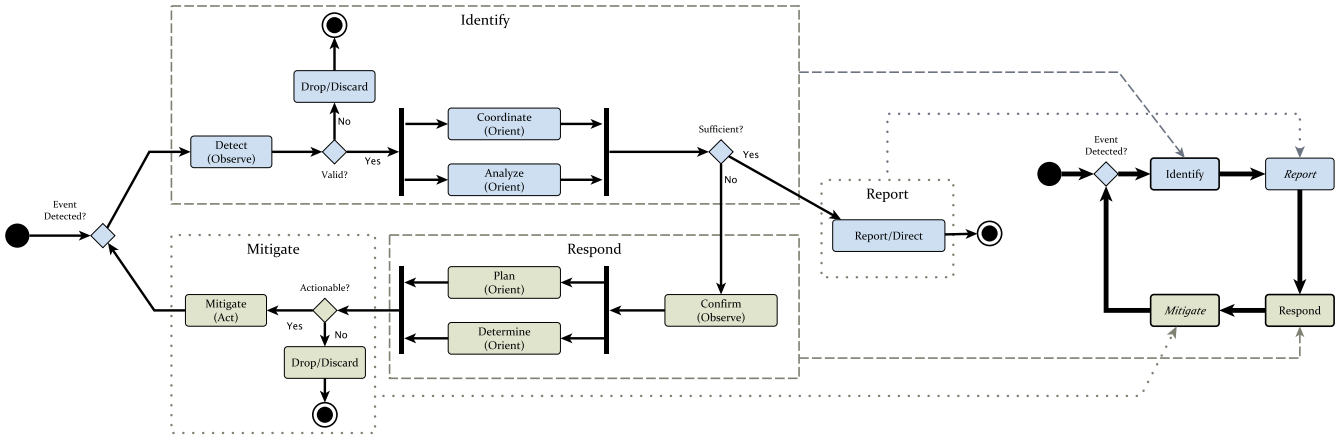 Identify
Drop/Discard
No
Detect
(Observe)
Valid?
Yes
Coordinate
(Orient)
Analyze
(Orient)
Sufficient?
Yes
No
Event
Detected?
Report
Report/Direct
Mitigate
Actionable?
Mitigate
(Act)
Yes
No
Drop/Discard
Respond
Plan
(Orient)
Determine
(Orient)
Confirm
(Observe)
Event
Detected?
Identify
Report
Mitigate
Respond